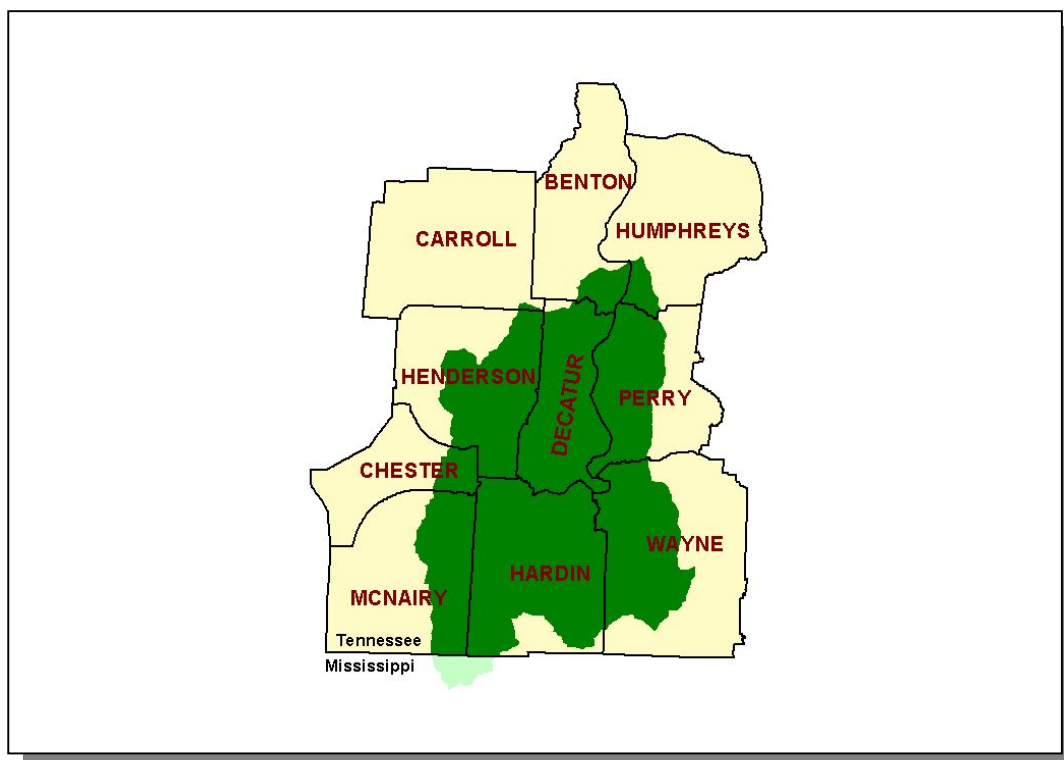 BENTON
HUMPHREYS
CARROLL
HENDERSON
DECATUR
PERRY
CHESTER
WAYNE
HARDIN
MCNAIRY
Tennessee
Mississippi